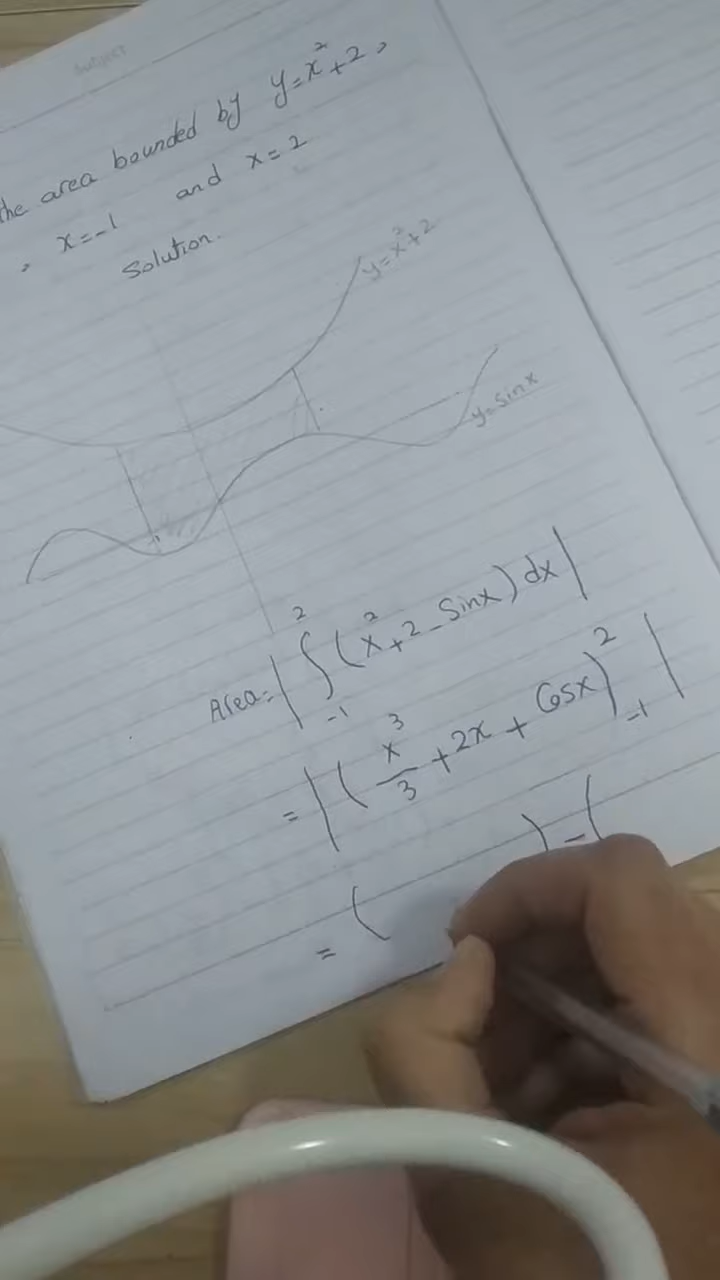 Subject
the area bounded by y=x²+2,
, x=-1 and x=2
Solution.
y=x²+2
y=sinx
Area=|∫₋₁² (x²+2-Sinx)dx|
=|(x³/3+2x+Cosx)₋₁²|
=( )-(